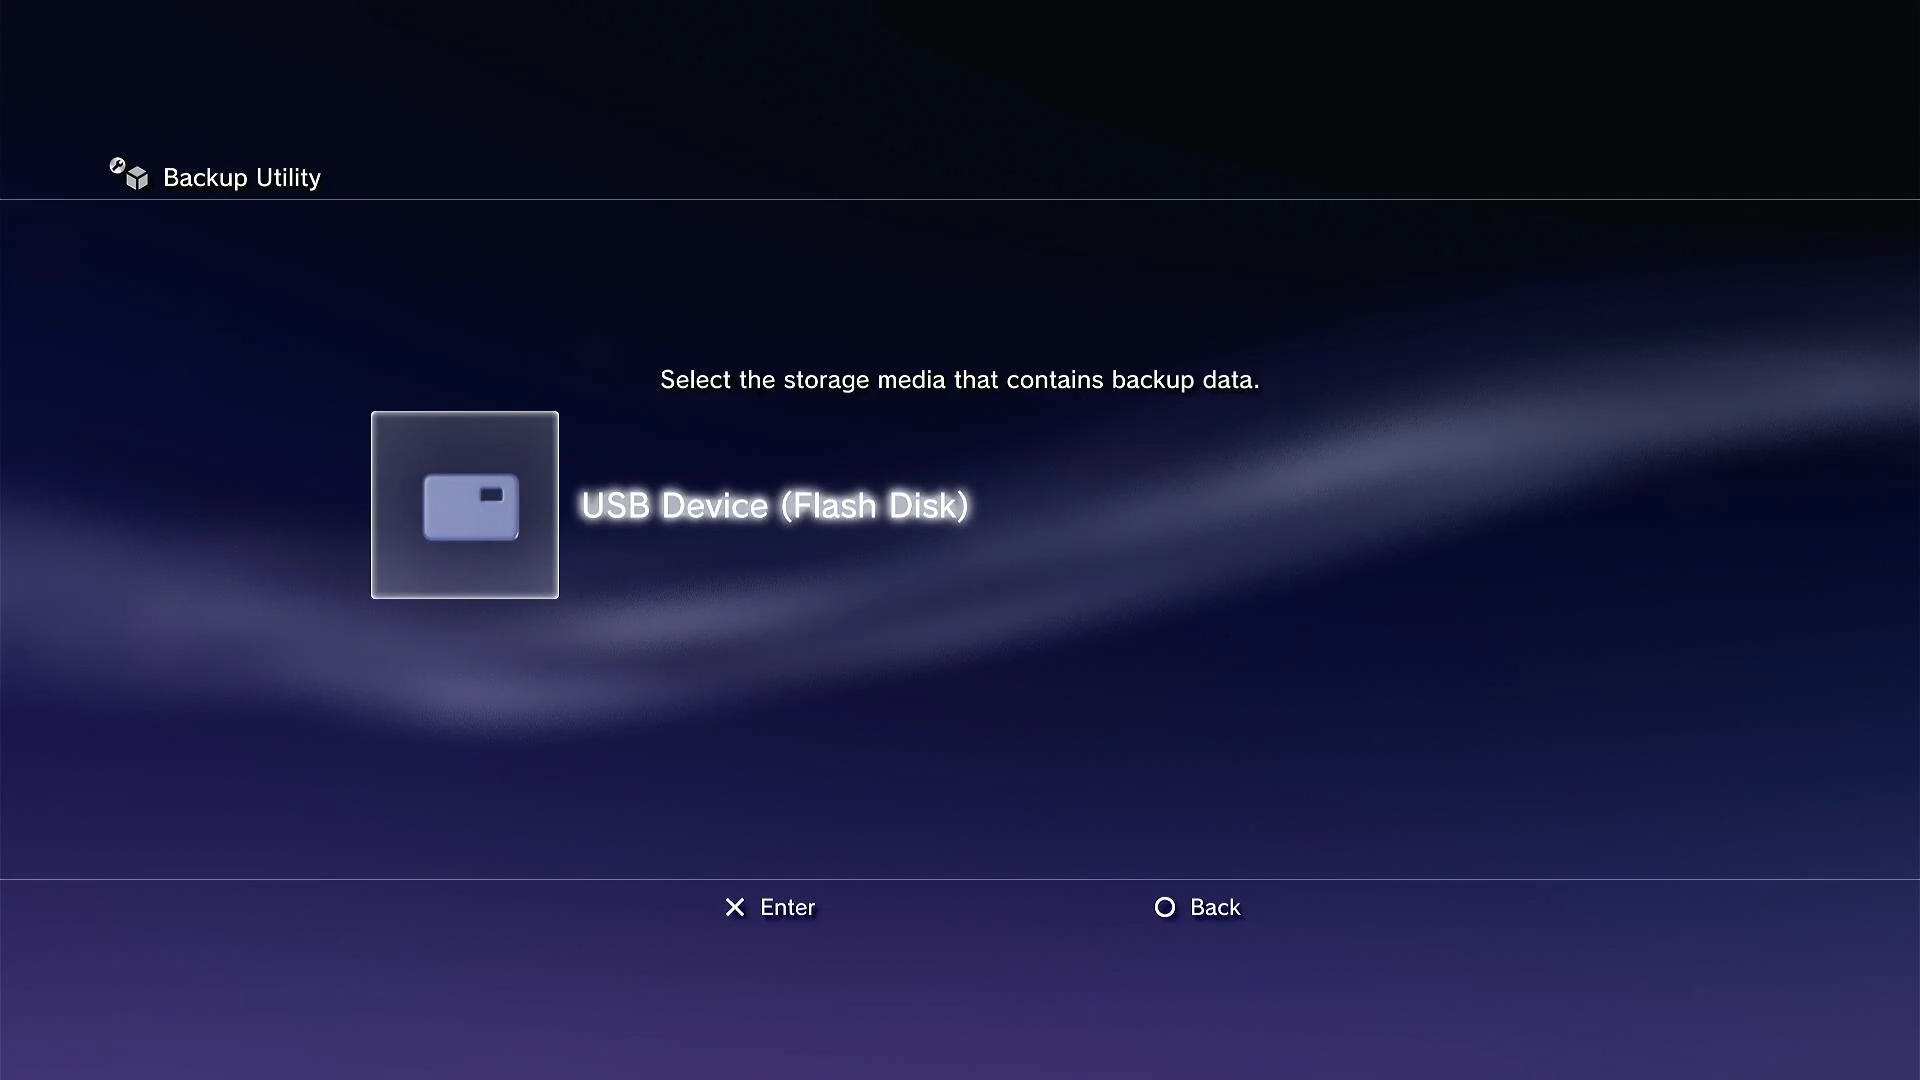 Backup Utility
Select the storage media that contains backup data.
USB Device (Flash Disk)
Enter
Back